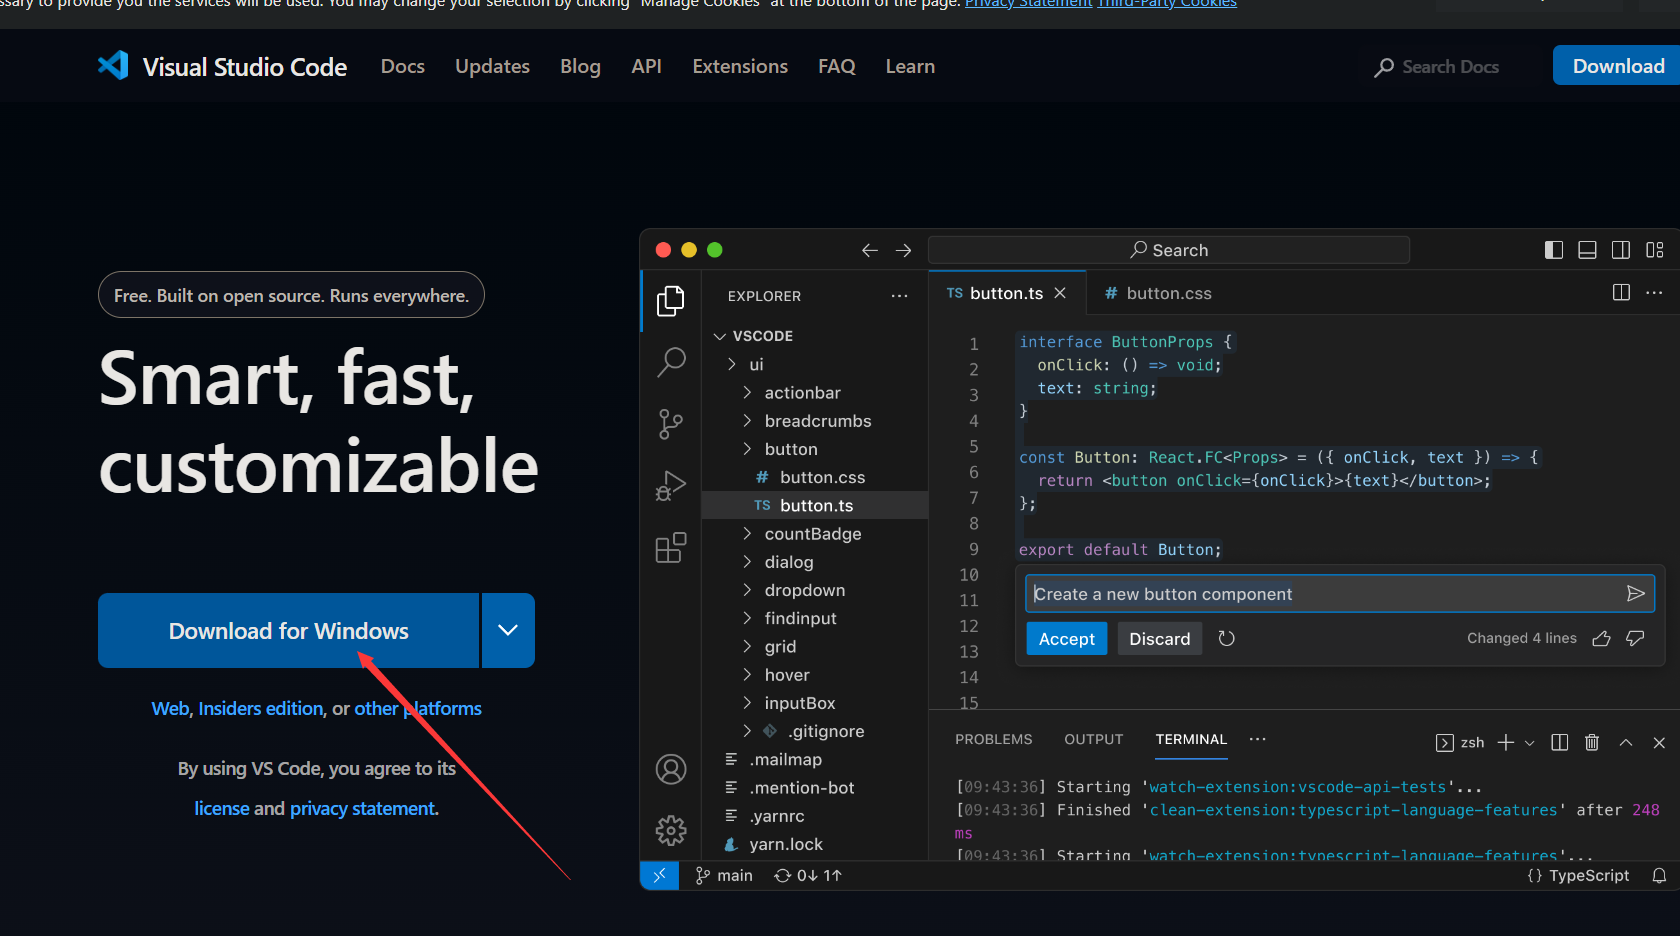 ssary to provide you the services will be used. You may change your selection by clicking "Manage Cookies" at the bottom of the page. Privacy Statement Third-Party Cookies
Visual Studio Code Docs Updates Blog API Extensions FAQ Learn Search Docs Download
Free. Built on open source. Runs everywhere.
Smart, fast,
customizable
Download for Windows
Web, Insiders edition, or other platforms
By using VS Code, you agree to its
license and privacy statement.
Search
EXPLORER ...
VSCODE
ui
actionbar
breadcrumbs
button
# button.css
TS button.ts
countBadge
dialog
dropdown
findinput
grid
hover
inputBox
.gitignore
.mailmap
.mention-bot
.yarnrc
yarn.lock
TS button.ts # button.css
1
2
3
4
5
6
7
8
9
10
11
12
13
14
15
interface ButtonProps {
onClick: () => void;
text: string;
}
const Button: React.FC<Props> = ({ onClick, text }) => {
return <button onClick={onClick}>{text}</button>;
};
export default Button;
Create a new button component
Accept Discard Changed 4 lines
PROBLEMS OUTPUT TERMINAL ... zsh
[09:43:36] Starting 'watch-extension:vscode-api-tests'...
[09:43:36] Finished 'clean-extension:typescript-language-features' after 248
ms
[09:43:36] Starting 'watch-extension:typescript-language-features'...
main 0↓ 1↑ {} TypeScript